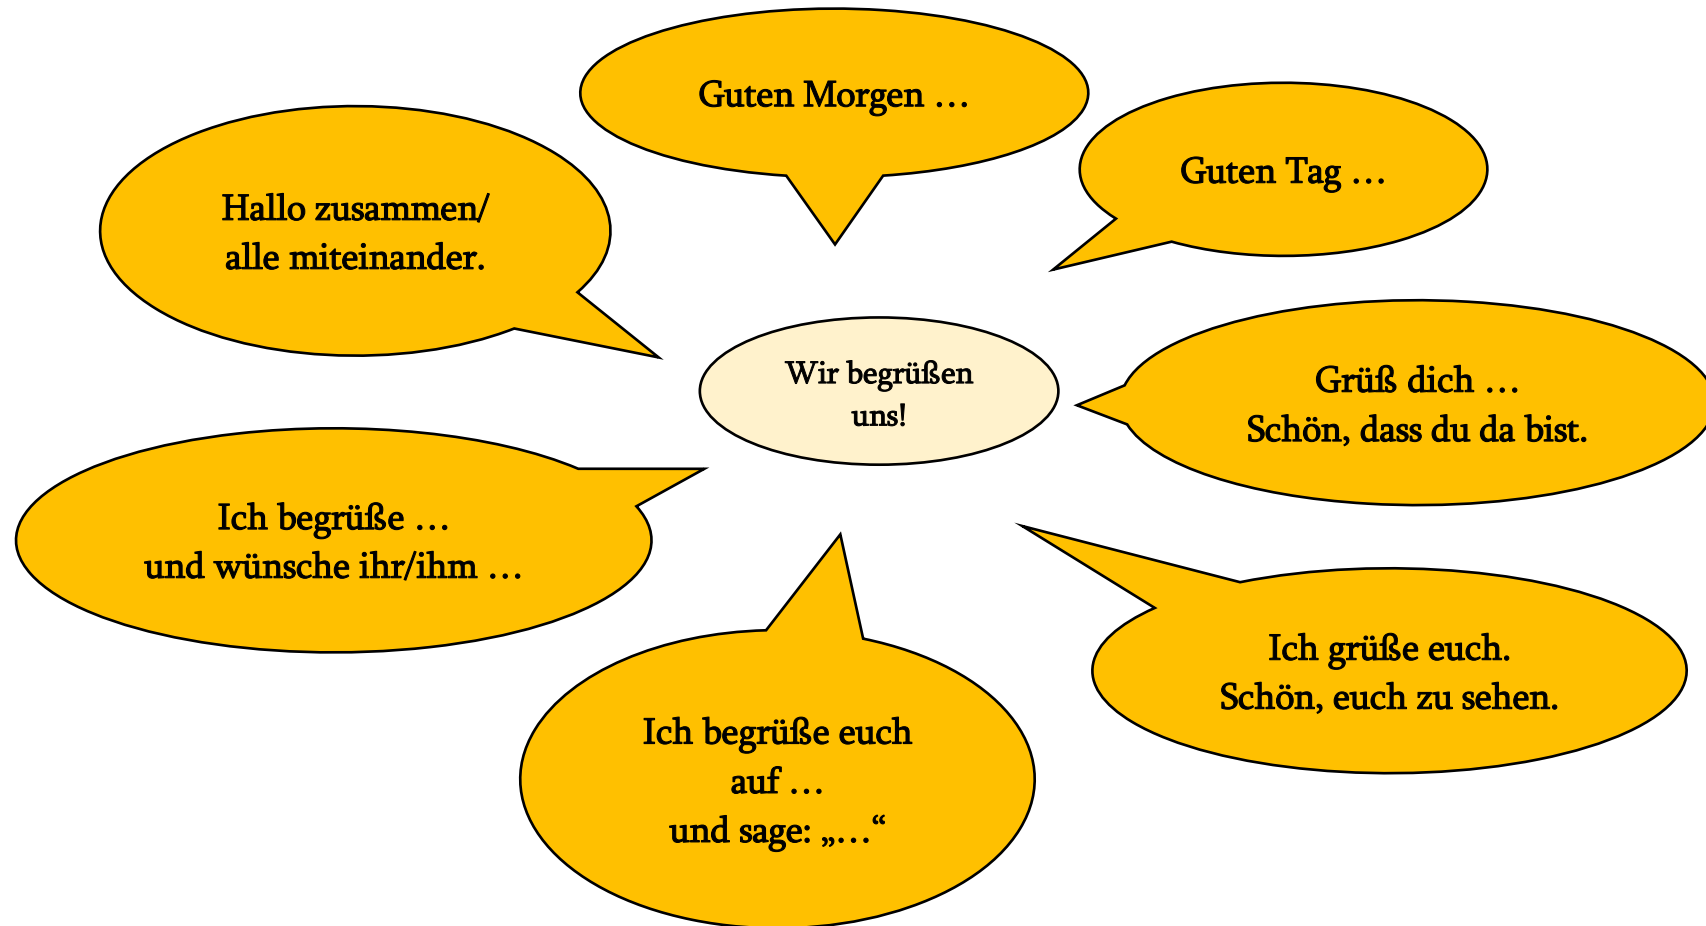 Guten Morgen …
Guten Tag …
Hallo zusammen/
alle miteinander.
Wir begrüßen
uns!
Grüß dich …
Schön, dass du da bist.
Ich begrüße …
und wünsche ihr/ihm …
Ich grüße euch.
Schön, euch zu sehen.
Ich begrüße euch
auf …
und sage: „…“